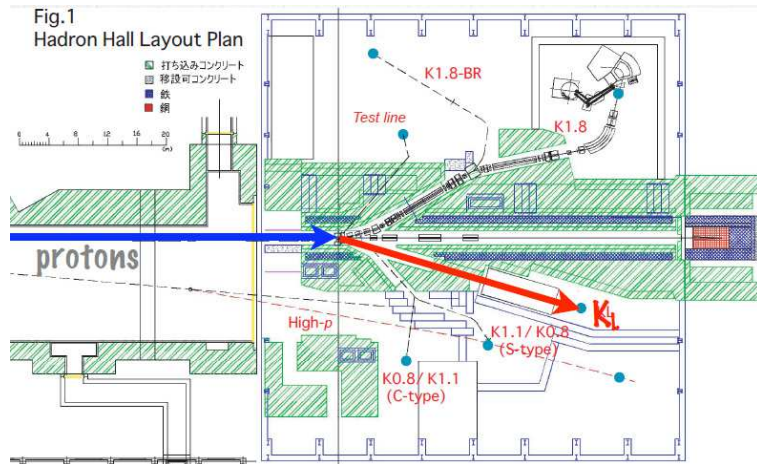 Fig.1
Hadron Hall Layout Plan
打ち込みコンクリート
移設可コンクリート
鉄
銅
0 4 8 12 16 20
(m)
K1.8-BR
Test line
K1.8
protons
High-p
KL
K1.1/ K0.8
(S-type)
K0.8/ K1.1
(C-type)